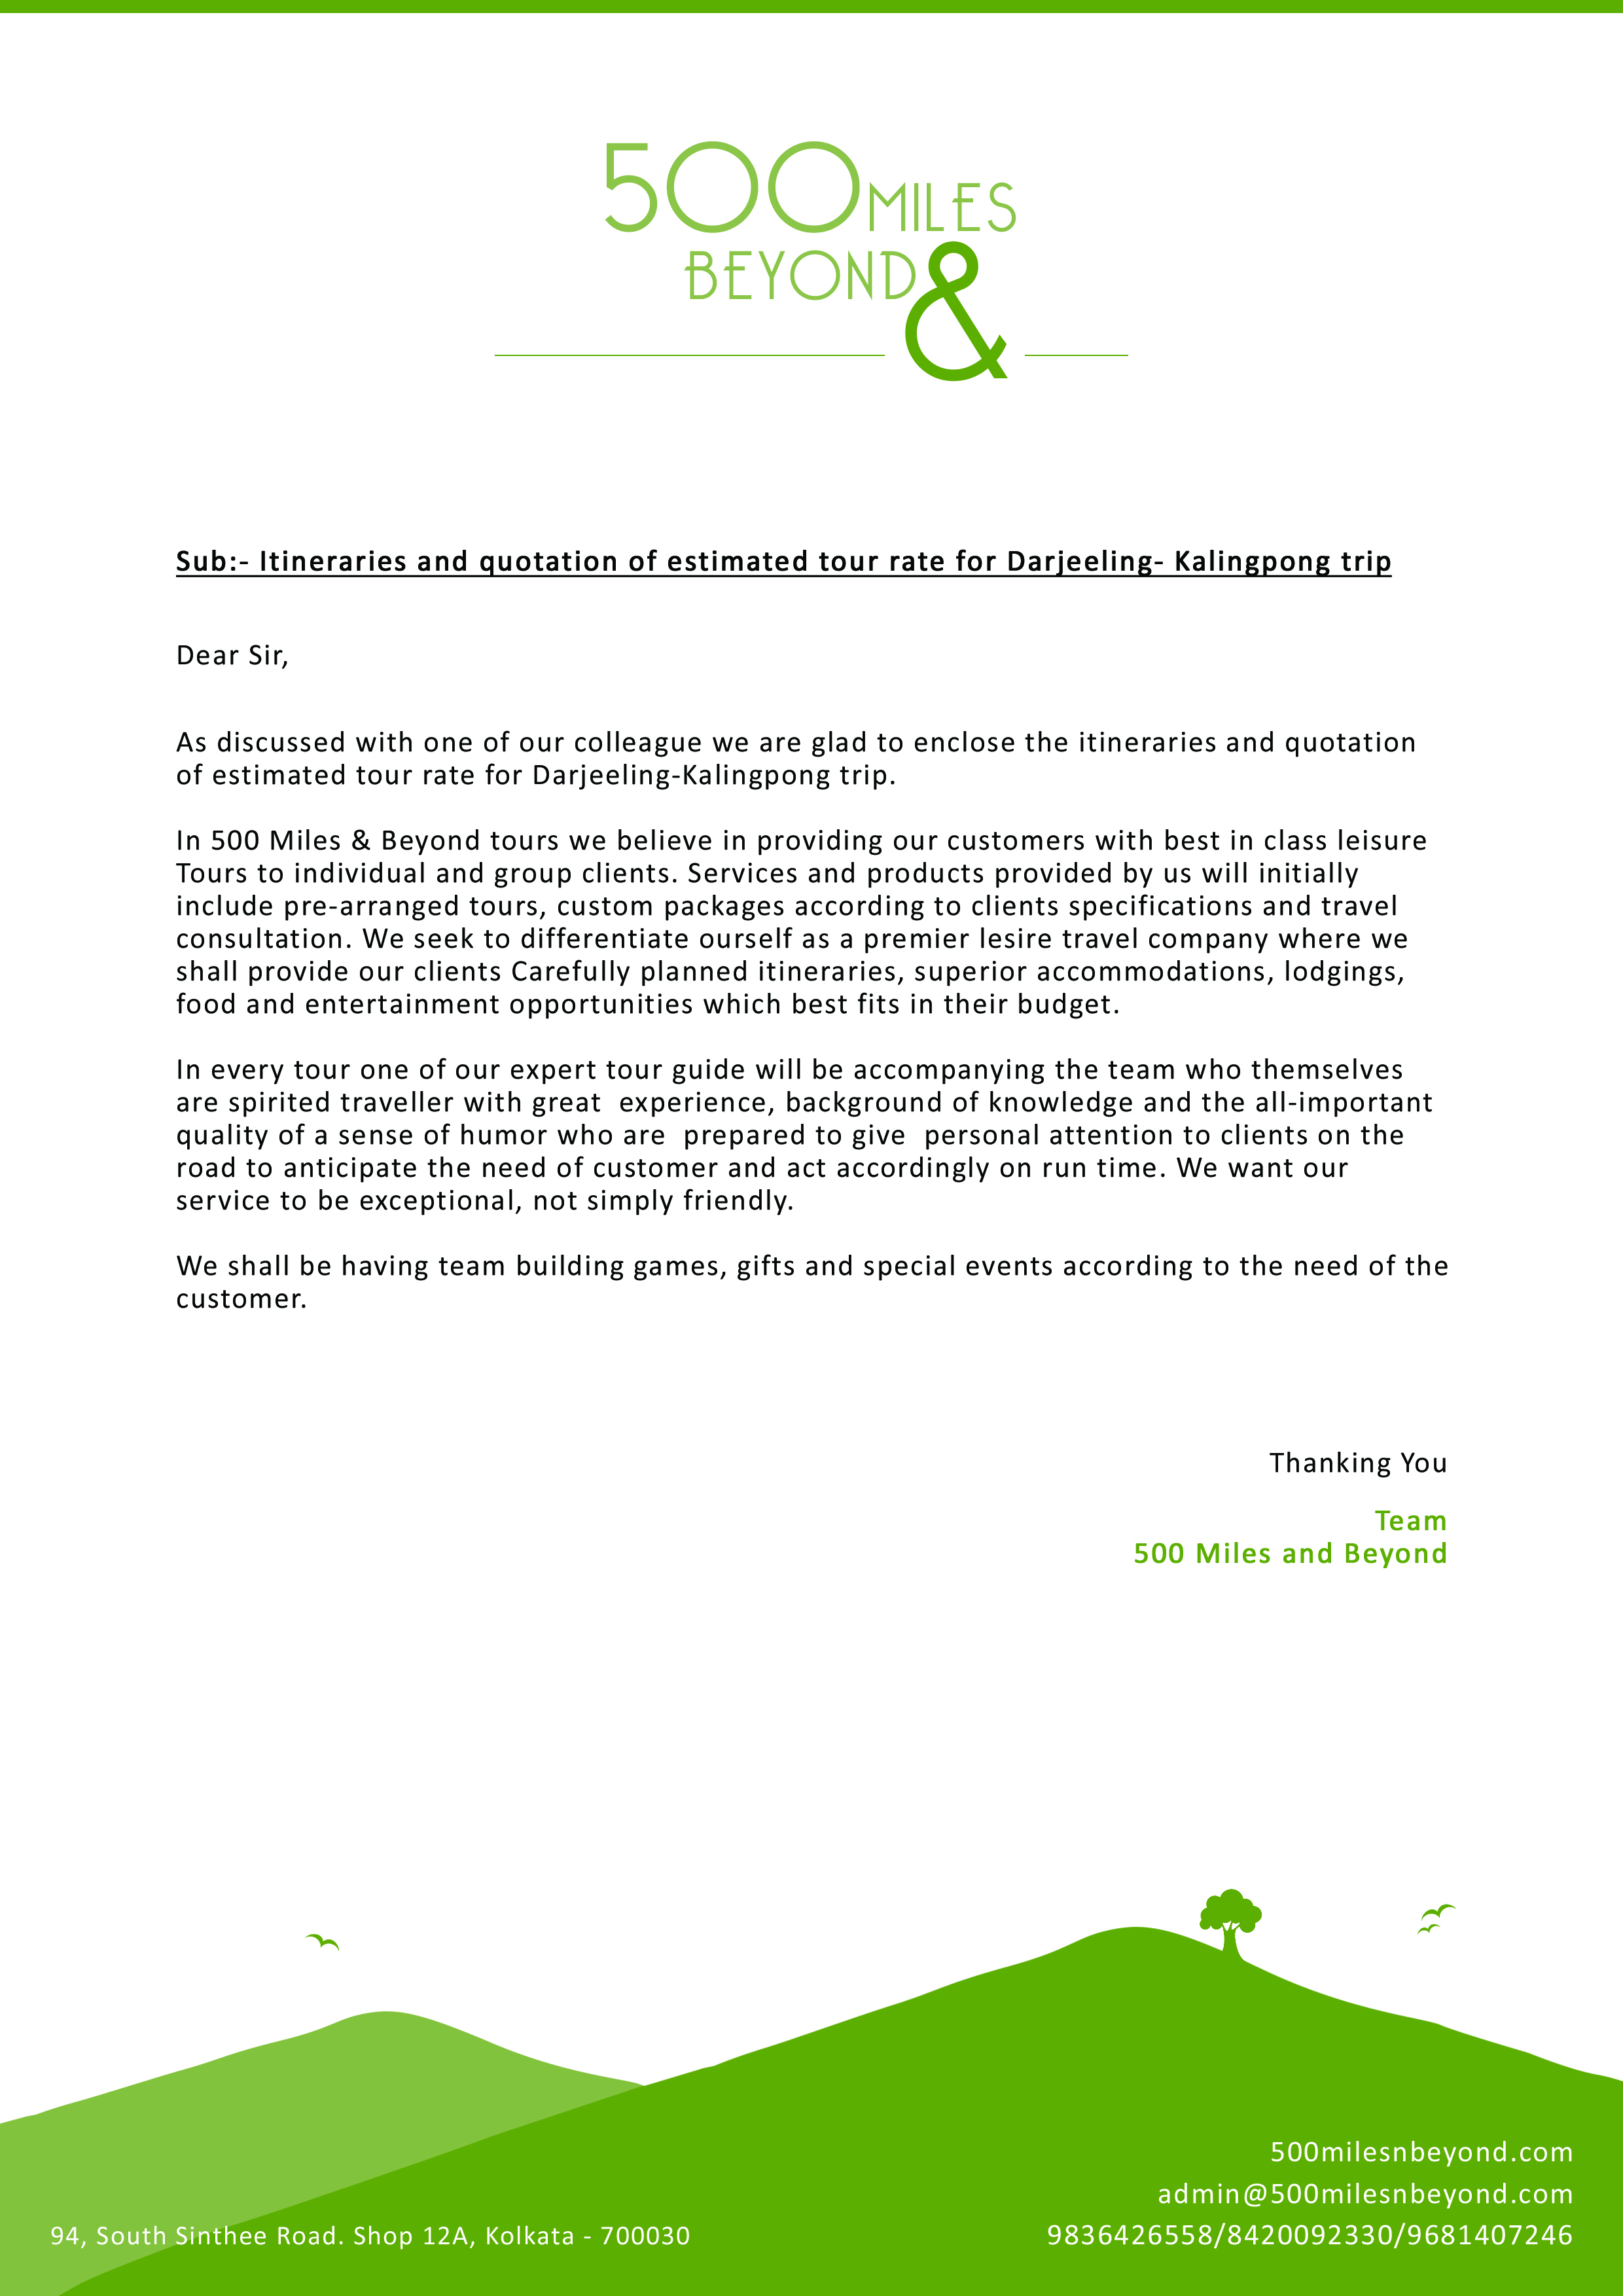 500 MILES
BEYOND &
Sub:- Itineraries and quotation of estimated tour rate for Darjeeling- Kalingpong trip
Dear Sir,
As discussed with one of our colleague we are glad to enclose the itineraries and quotation
of estimated tour rate for Darjeeling-Kalingpong trip.
In 500 Miles & Beyond tours we believe in providing our customers with best in class leisure
Tours to individual and group clients. Services and products provided by us will initially
include pre-arranged tours, custom packages according to clients specifications and travel
consultation. We seek to differentiate ourself as a premier lesire travel company where we
shall provide our clients Carefully planned itineraries, superior accommodations, lodgings,
food and entertainment opportunities which best fits in their budget.
In every tour one of our expert tour guide will be accompanying the team who themselves
are spirited traveller with great  experience, background of knowledge and the all-important
quality of a sense of humor who are  prepared to give  personal attention to clients on the
road to anticipate the need of customer and act accordingly on run time. We want our
service to be exceptional, not simply friendly.
We shall be having team building games, gifts and special events according to the need of the
customer.
Thanking You
Team
500 Miles and Beyond
500milesnbeyond.com
admin@500milesnbeyond.com
94, South Sinthee Road. Shop 12A, Kolkata - 700030
9836426558/8420092330/9681407246